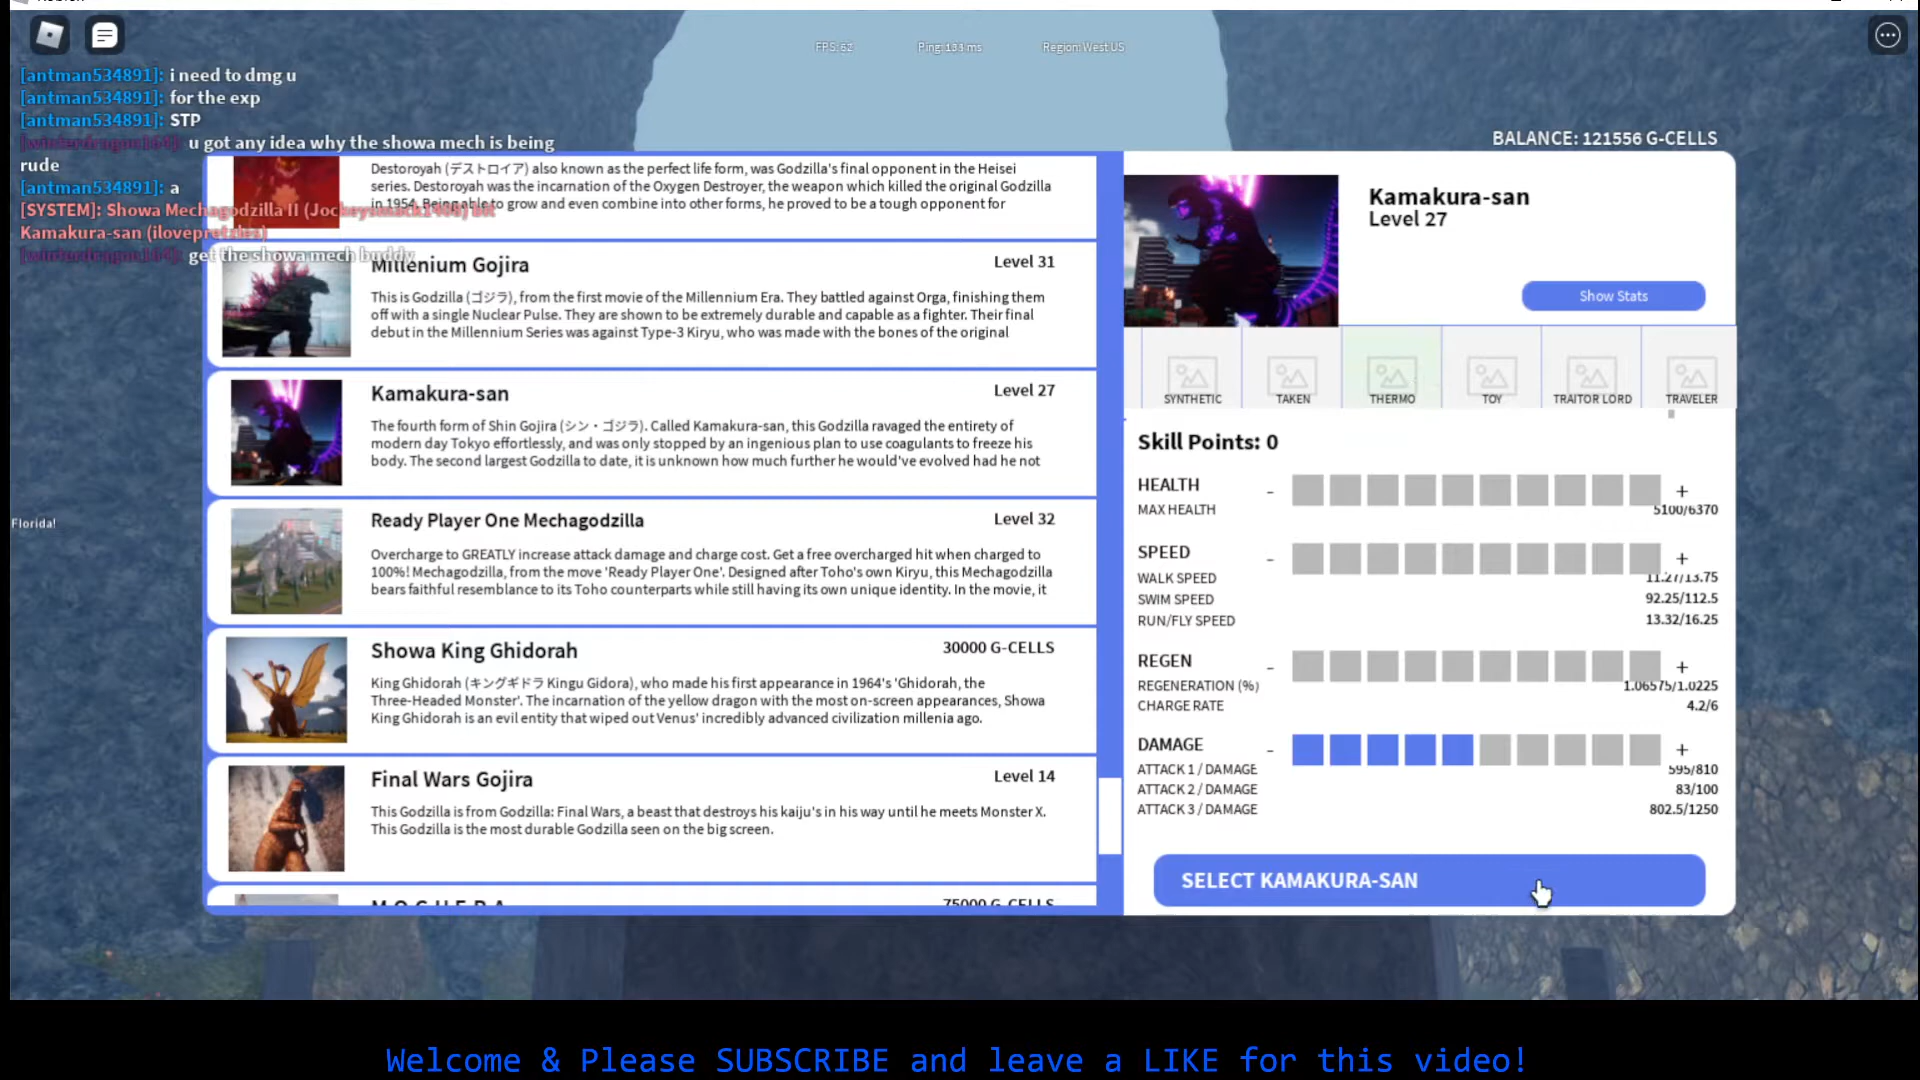 FPS: 62
Ping: 133 ms
Region: West US
[antman534891]: i need to dmg u
[antman534891]: for the exp
[antman534891]: STP
u got any idea why the showa mech is being
rude
[antman534891]: a
[SYSTEM]: Showa Mechagodzilla II
Kamakura-san (ilovepretzles)
get the showa mech buddy
Florida!
Destoroyah (デストロイア) also known as the perfect life form, was Godzilla's final opponent in the Heisei
series. Destoroyah was the incarnation of the Oxygen Destroyer, the weapon which killed the original Godzilla
in 1954. Being able to grow and even combine into other forms, he proved to be a tough opponent for
Millenium Gojira
Level 31
This is Godzilla (ゴジラ), from the first movie of the Millennium Era. They battled against Orga, finishing them
off with a single Nuclear Pulse. They are shown to be extremely durable and capable as a fighter. Their final
debut in the Millennium Series was against Type-3 Kiryu, who was made with the bones of the original
Kamakura-san
Level 27
The fourth form of Shin Gojira (シン・ゴジラ). Called Kamakura-san, this Godzilla ravaged the entirety of
modern day Tokyo effortlessly, and was only stopped by an ingenious plan to use coagulants to freeze his
body. The second largest Godzilla to date, it is unknown how much further he would've evolved had he not
Ready Player One Mechagodzilla
Level 32
Overcharge to GREATLY increase attack damage and charge cost. Get a free overcharged hit when charged to
100%! Mechagodzilla, from the move 'Ready Player One'. Designed after Toho's own Kiryu, this Mechagodzilla
bears faithful resemblance to its Toho counterparts while still having its own unique identity. In the movie, it
Showa King Ghidorah
30000 G-CELLS
King Ghidorah (キングギドラ Kingu Gidora), who made his first appearance in 1964's 'Ghidorah, the
Three-Headed Monster'. The incarnation of the yellow dragon with the most on-screen appearances, Showa
King Ghidorah is an evil entity that wiped out Venus' incredibly advanced civilization millenia ago.
Final Wars Gojira
Level 14
This Godzilla is from Godzilla: Final Wars, a beast that destroys his kaiju's in his way until he meets Monster X.
This Godzilla is the most durable Godzilla seen on the big screen.
M.O.G.U.E.R.A
75000 G-CELLS
BALANCE: 121556 G-CELLS
Kamakura-san
Level 27
Show Stats
SYNTHETIC
TAKEN
THERMO
TOY
TRAITOR LORD
TRAVELER
Skill Points: 0
HEALTH
-
+
MAX HEALTH
5100/6370
SPEED
-
+
WALK SPEED
11.27/13.75
SWIM SPEED
92.25/112.5
RUN/FLY SPEED
13.32/16.25
REGEN
-
+
REGENERATION (%)
1.06575/1.0225
CHARGE RATE
4.2/6
DAMAGE
-
+
ATTACK 1 / DAMAGE
595/810
ATTACK 2 / DAMAGE
83/100
ATTACK 3 / DAMAGE
802.5/1250
SELECT KAMAKURA-SAN
Welcome & Please SUBSCRIBE and leave a LIKE for this video!